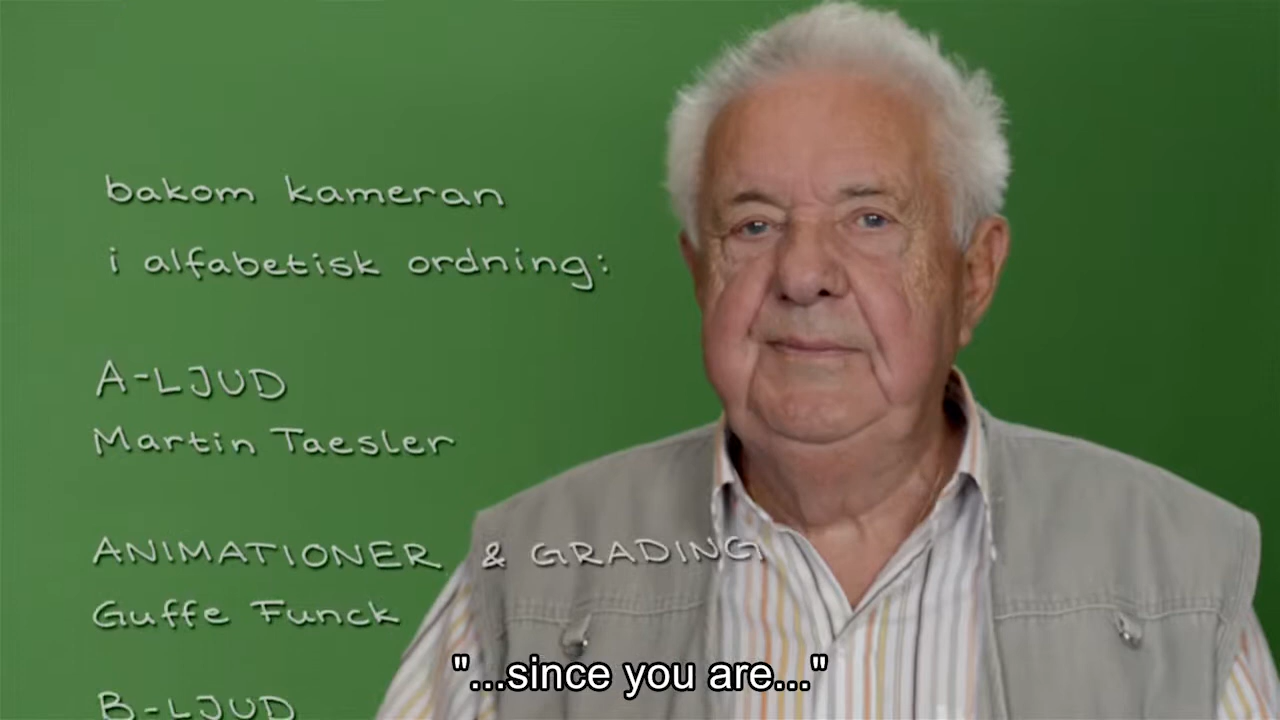 bakom kameran
i alfabetisk ordning:
A-LJUD
Martin Taesler
ANIMATIONER & GRADING
Guffe Funck
B-LJUD
"...since you are..."